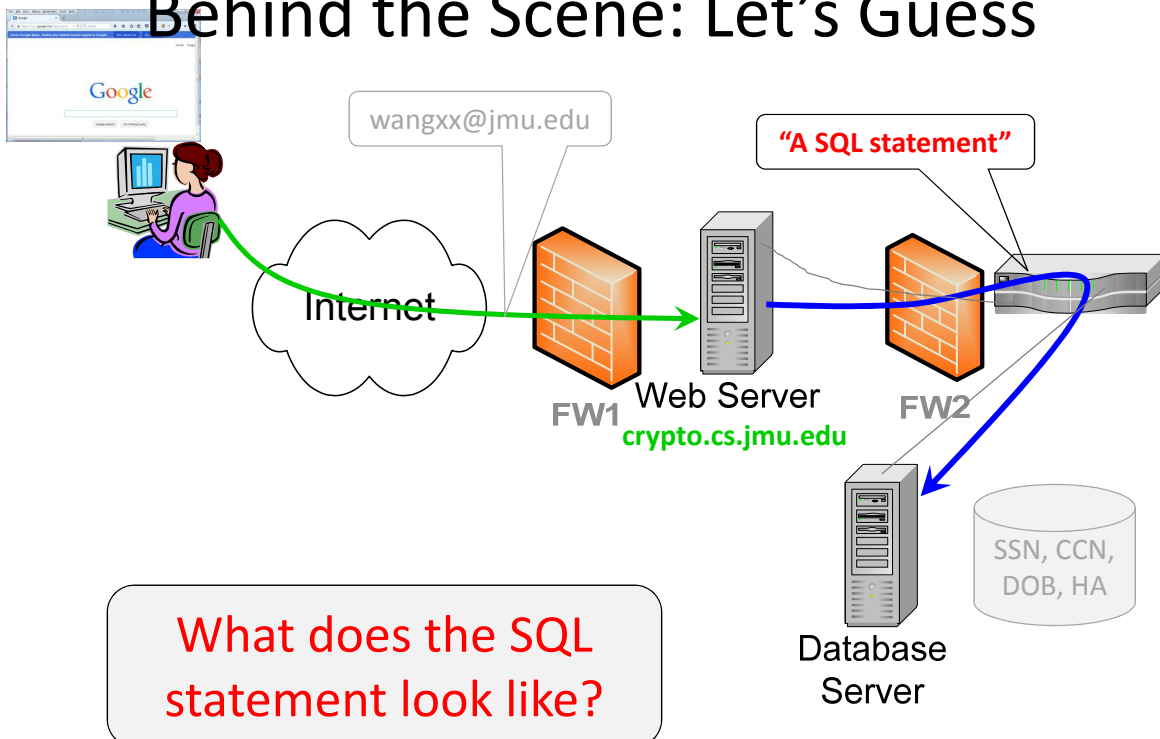 Behind the Scene: Let's Guess
Google
wangxx@jmu.edu
“A SQL statement”
Internet
FW1
Web Server
crypto.cs.jmu.edu
FW2
SSN, CCN,
DOB, HA
Database
Server
What does the SQL
statement look like?